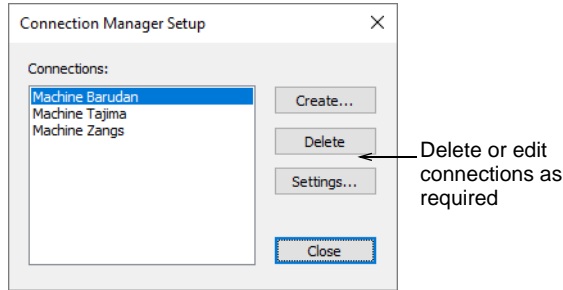 Connection Manager Setup
Connections:
Machine Barudan
Machine Tajima
Machine Zangs
Create...
Delete
Settings...
Close
Delete or edit
connections as
required